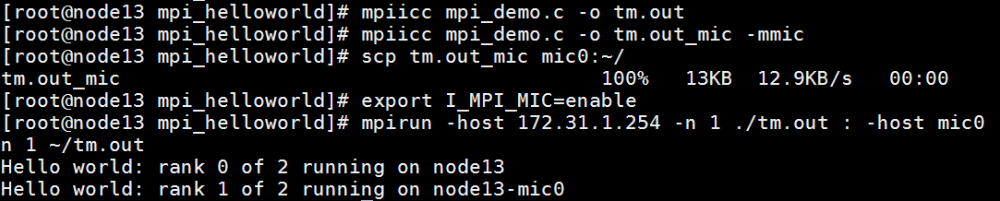 [root@node13 mpi_helloworld]# mpiicc mpi_demo.c -o tm.out
[root@node13 mpi_helloworld]# mpiicc mpi_demo.c -o tm.out_mic -mmic
[root@node13 mpi_helloworld]# scp tm.out_mic mic0:~/
tm.out_mic 100% 13KB 12.9KB/s 00:00
[root@node13 mpi_helloworld]# export I_MPI_MIC=enable
[root@node13 mpi_helloworld]# mpirun -host 172.31.1.254 -n 1 ./tm.out : -host mic0
n 1 ~/tm.out
Hello world: rank 0 of 2 running on node13
Hello world: rank 1 of 2 running on node13-mic0